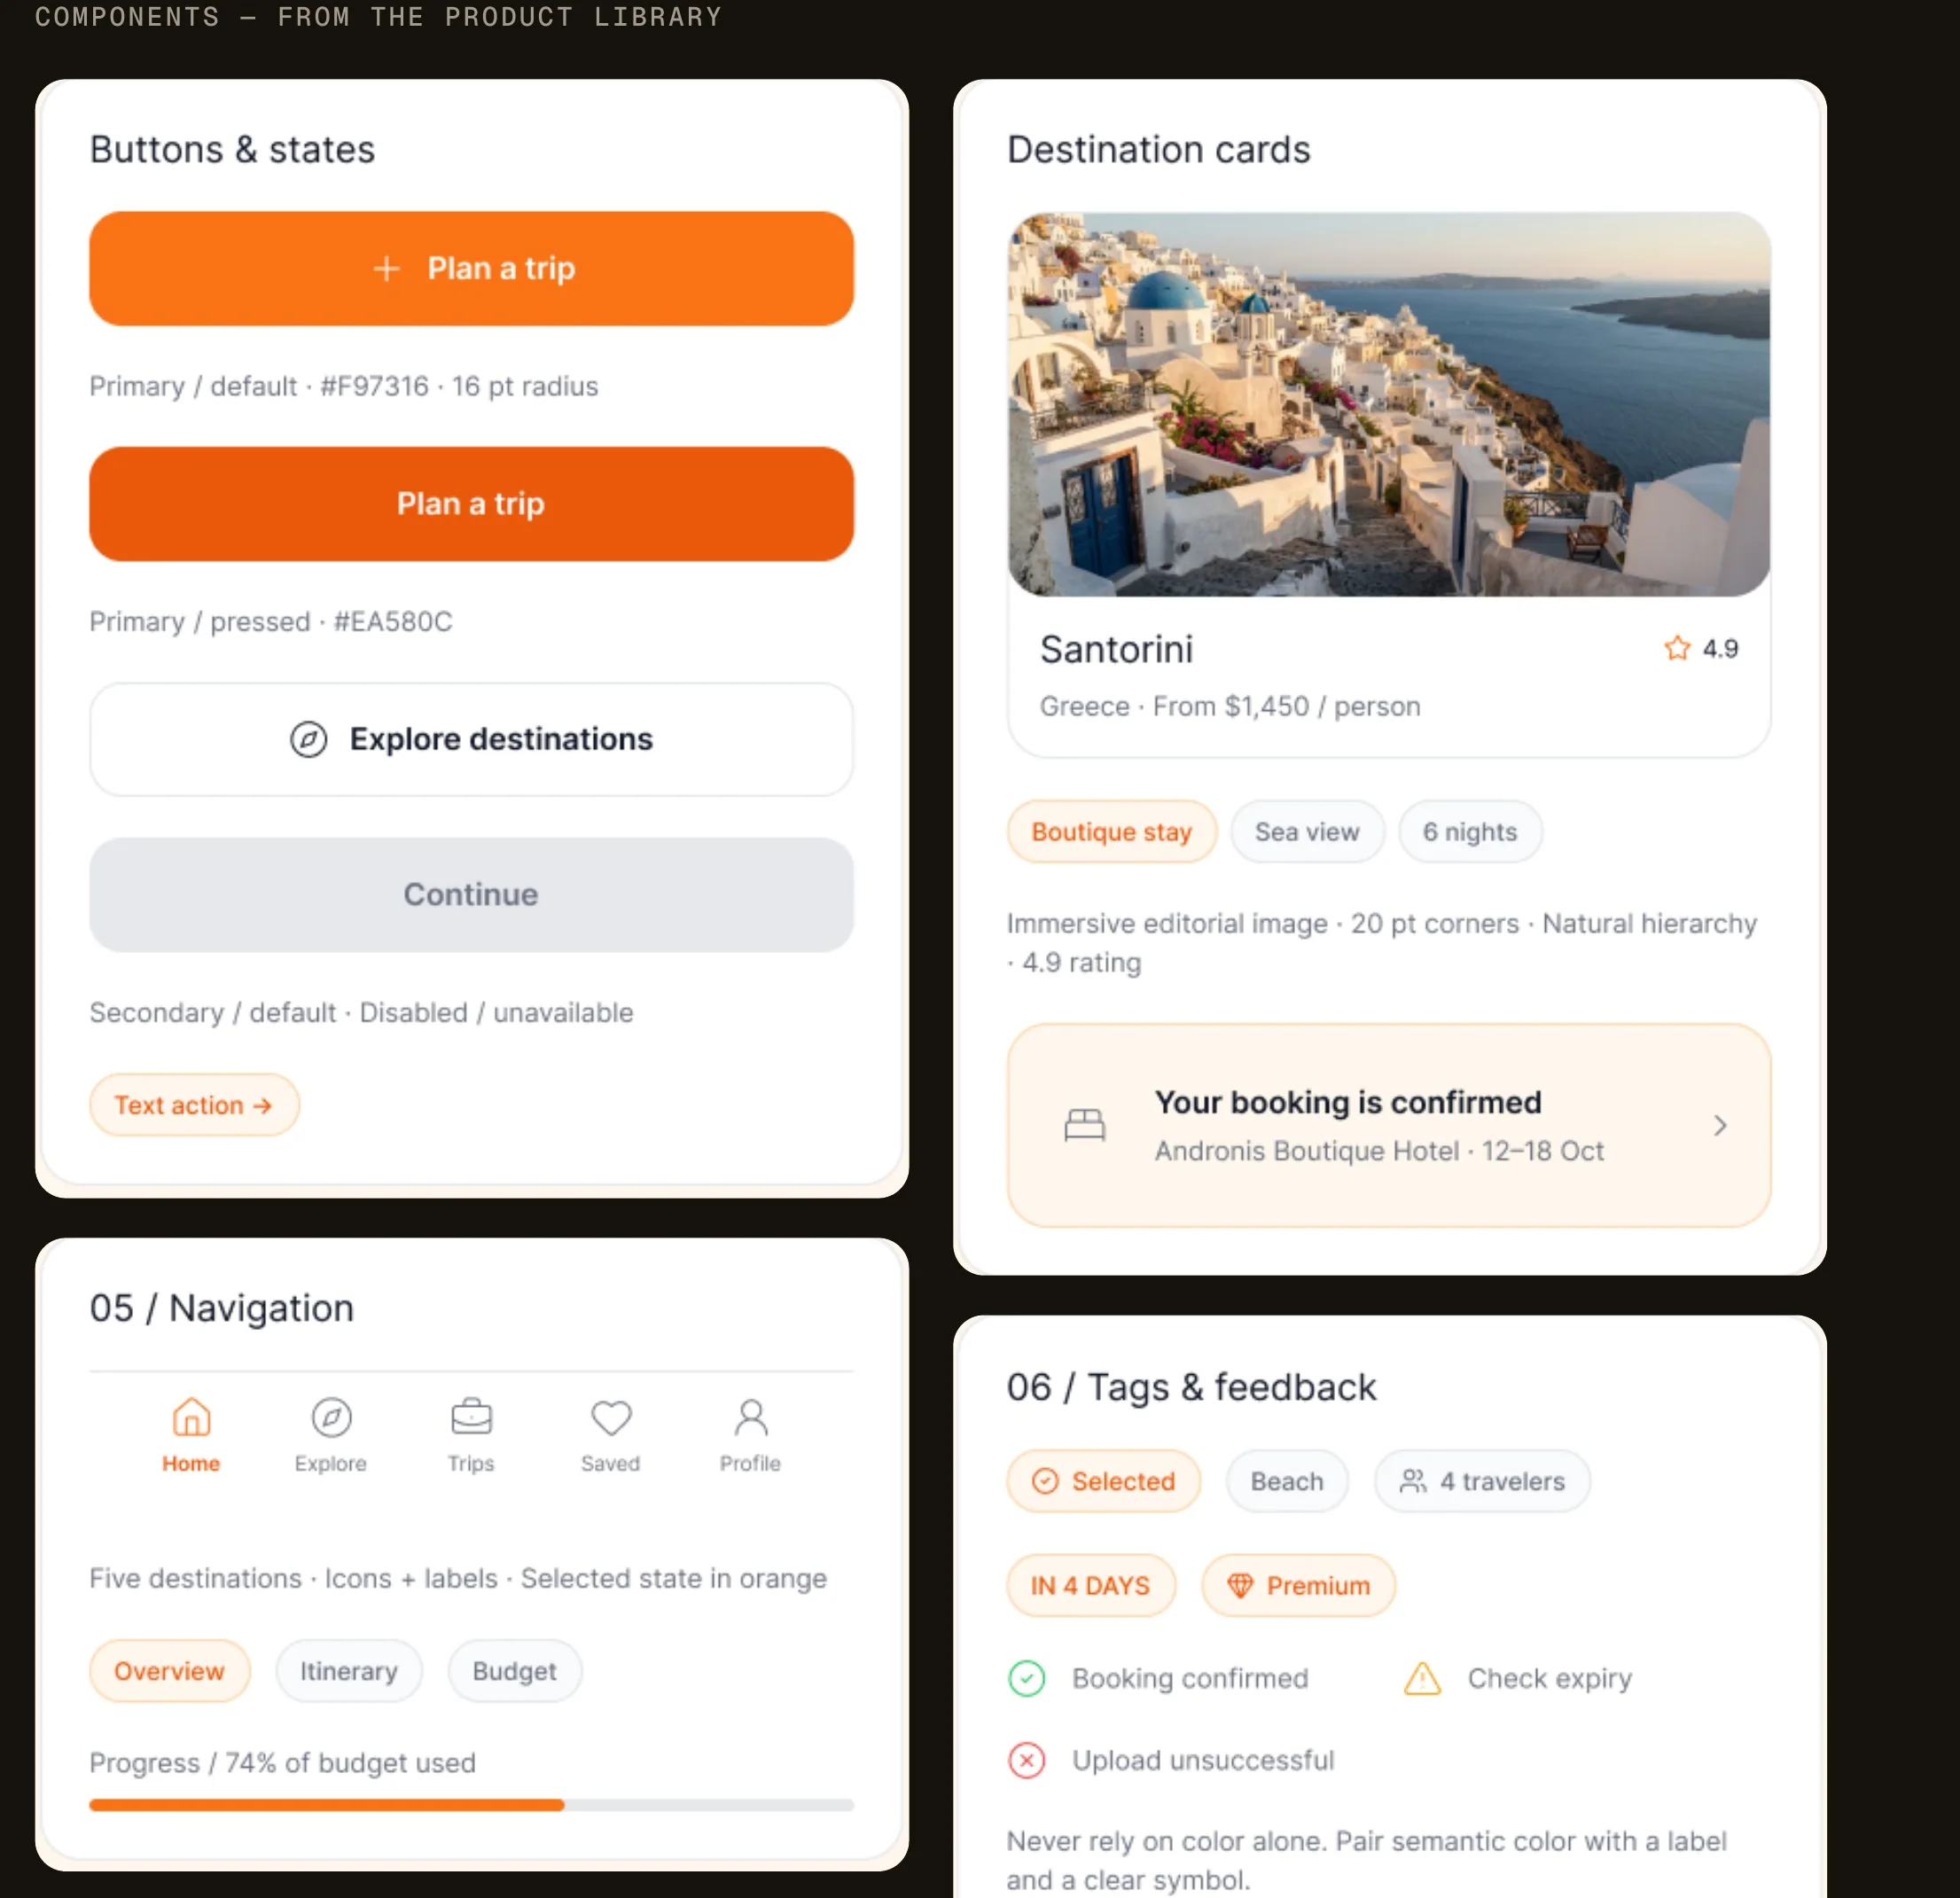 COMPONENTS — FROM THE PRODUCT LIBRARY
Buttons & states
Plan a trip
Primary / default · #F97316 · 16 pt radius
Plan a trip
Primary / pressed · #EA580C
Explore destinations
Continue
Secondary / default · Disabled / unavailable
Text action →
Destination cards
Santorini
4.9
Greece · From $1,450 / person
Boutique stay
Sea view
6 nights
Immersive editorial image · 20 pt corners · Natural hierarchy
· 4.9 rating
Your booking is confirmed
Andronis Boutique Hotel · 12–18 Oct
05 / Navigation
Home
Explore
Trips
Saved
Profile
Five destinations · Icons + labels · Selected state in orange
Overview
Itinerary
Budget
Progress / 74% of budget used
06 / Tags & feedback
Selected
Beach
4 travelers
IN 4 DAYS
Premium
Booking confirmed
Check expiry
Upload unsuccessful
Never rely on color alone. Pair semantic color with a label
and a clear symbol.